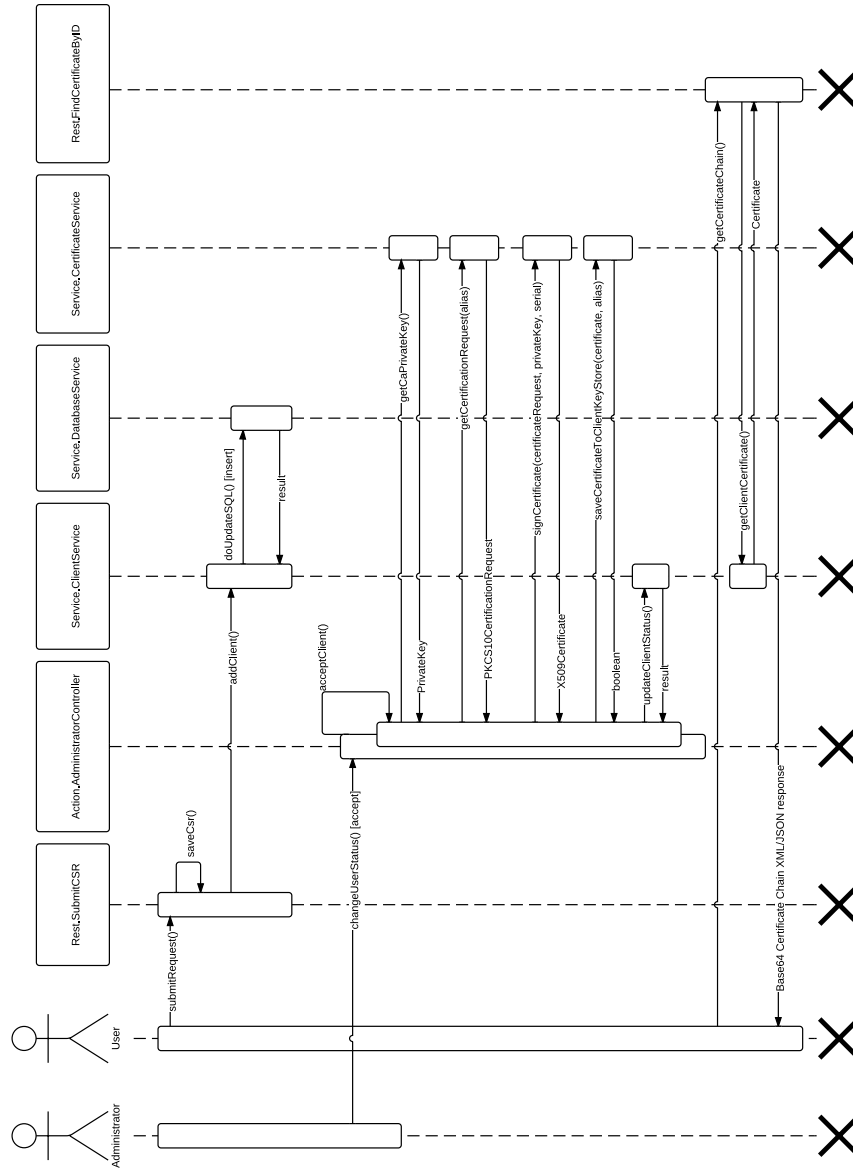 Administrator
User
Rest.SubmitCSR
Action.AdministratorController
Service.ClientService
Service.DatabaseService
Service.CertificateService
Rest.FindCertificateByID
submitRequest()
saveCsr()
addClient()
doUpdateSQL() [insert]
result
acceptClient()
changeUserStatus() [accept]
getCaPrivateKey()
PrivateKey
getCertificationRequest(alias)
PKCS10CertificationRequest
signCertificate(certificateRequest, privateKey, serial)
X509Certificate
saveCertificateToClientKeyStore(certificate, alias)
boolean
updateClientStatus()
result
getCertificateChain()
getClientCertificate()
Certificate
Base64 Certificate Chain XML/JSON response